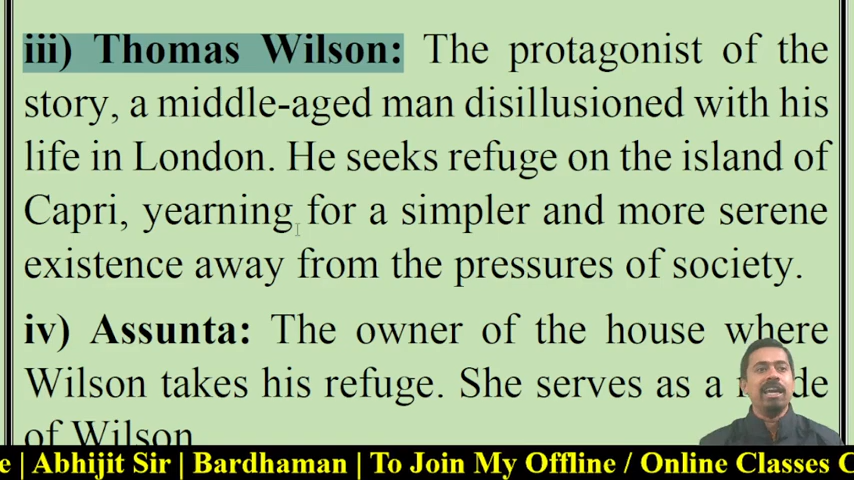 iii) Thomas Wilson: The protagonist of the
story, a middle-aged man disillusioned with his
life in London. He seeks refuge on the island of
Capri, yearning for a simpler and more serene
existence away from the pressures of society.
iv) Assunta: The owner of the house where
Wilson takes his refuge. She serves as a
of Wilson
| Abhijit Sir | Bardhaman | To Join My Offline / Online Classes